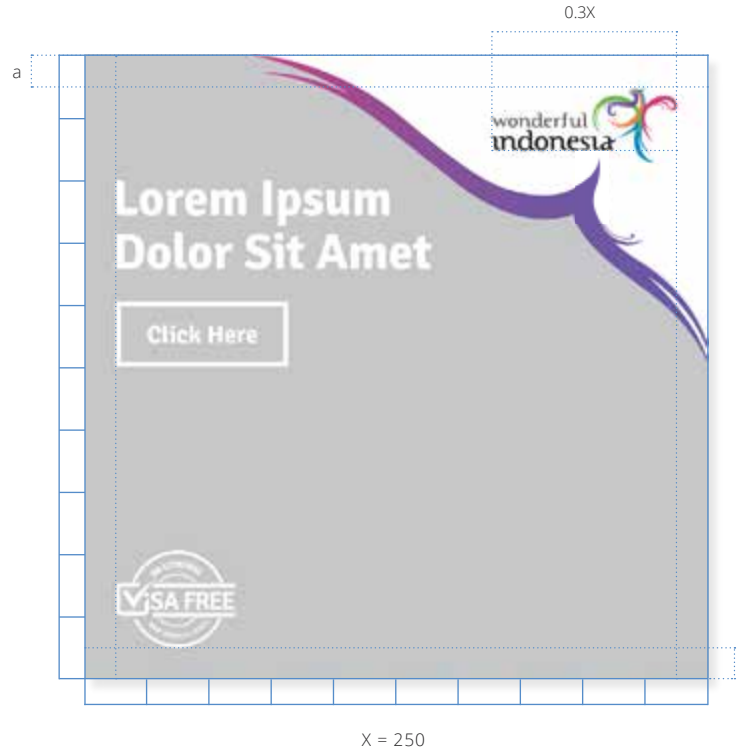 0.3X
a
wonderful
indonesia
Lorem Ipsum
Dolor Sit Amet
Click Here
VISA FREE
X = 250